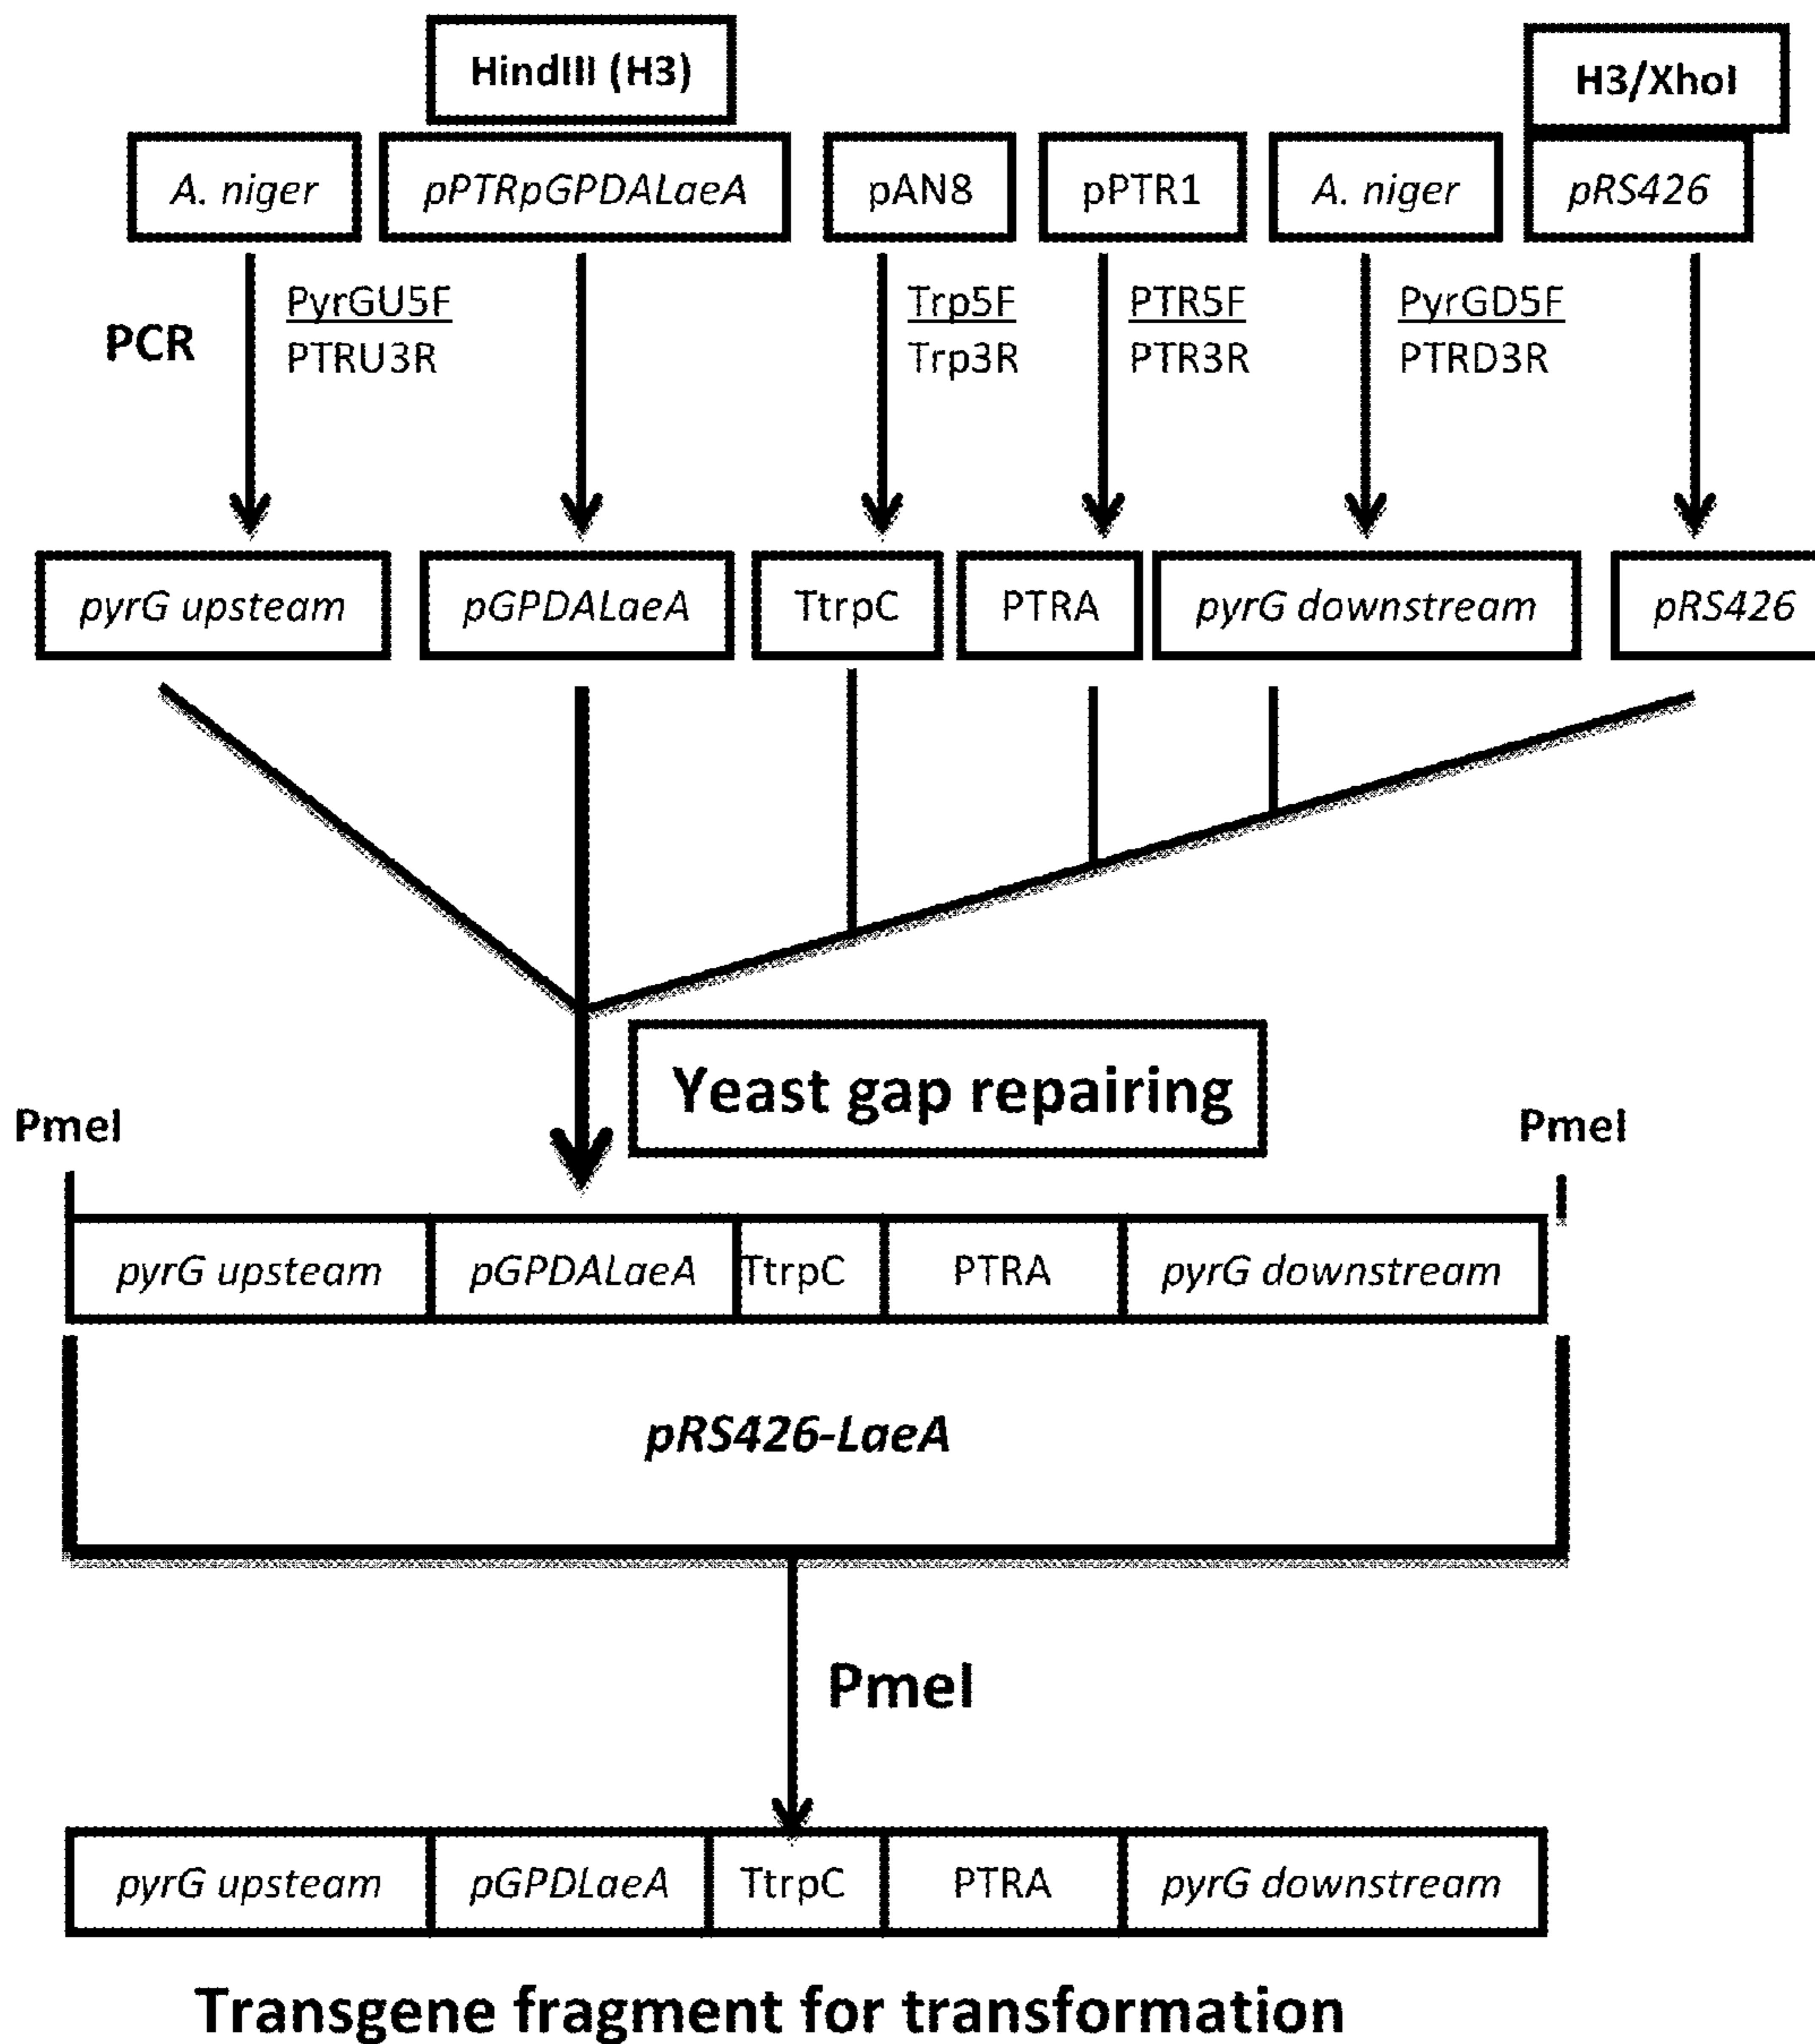 HindIII (H3)
H3/XhoI
A. niger
pPTRpGPDALaeA
pAN8
pPTR1
A. niger
pRS426
PCR
PyrGU5F
PTRU3R
Trp5F
Trp3R
PTR5F
PTR3R
PyrGD5F
PTRD3R
pyrG upsteam
pGPDALaeA
TtrpC
PTRA
pyrG downstream
pRS426
Yeast gap repairing
PmeI
PmeI
pyrG upsteam
pGPDALaeA
TtrpC
PTRA
pyrG downstream
pRS426-LaeA
PmeI
pyrG upsteam
pGPDLaeA
TtrpC
PTRA
pyrG downstream
Transgene fragment for transformation